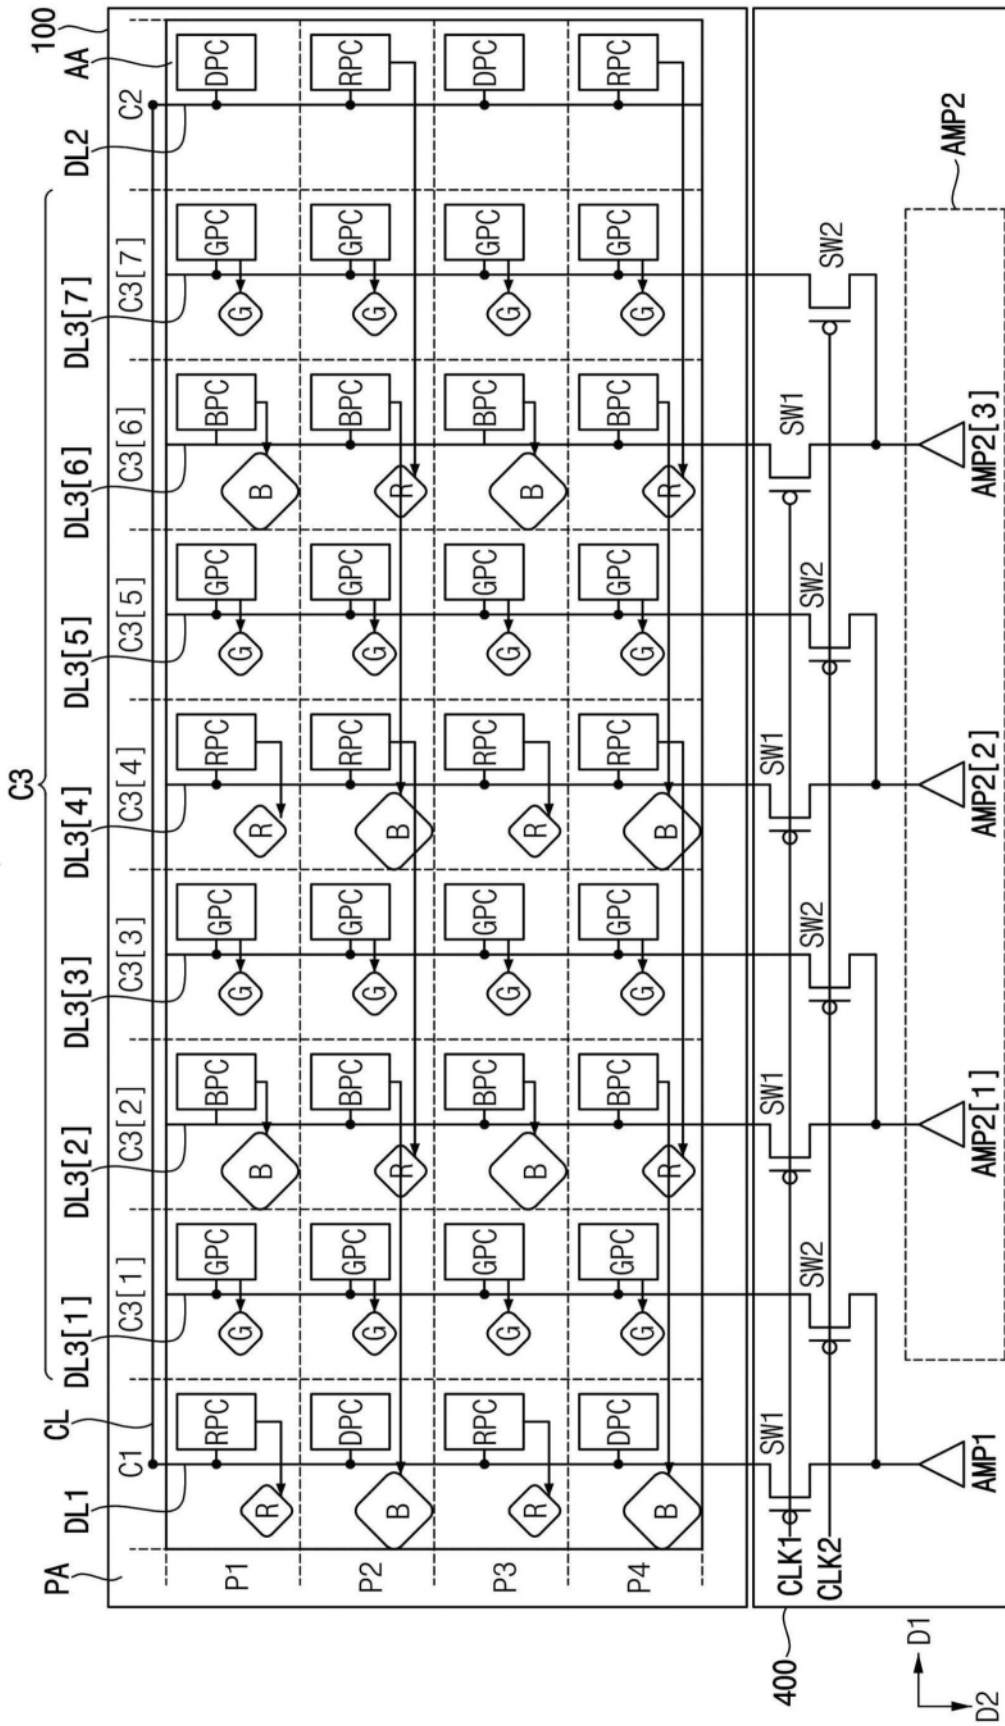 C3
PA DL1 CL DL3[1] DL3[2] DL3[3] DL3[4] DL3[5] DL3[6] DL3[7] DL2 AA 100
C1 C3[1] C3[2] C3[3] C3[4] C3[5] C3[6] C3[7] C2
P1 RPC GPC BPC GPC RPC GPC BPC GPC DPC
R G B G R G B G
P2 DPC GPC BPC GPC RPC GPC BPC GPC RPC
B G R G B G R G
P3 RPC GPC BPC GPC RPC GPC BPC GPC DPC
R G B G R G B G
P4 DPC GPC BPC GPC RPC GPC BPC GPC RPC
B G R G B G R G
400
SW1 SW2 SW1 SW2 SW1 SW2 SW1 SW2
CLK1
CLK2
AMP1 AMP2[1] AMP2[2] AMP2[3] AMP2
D1
D2